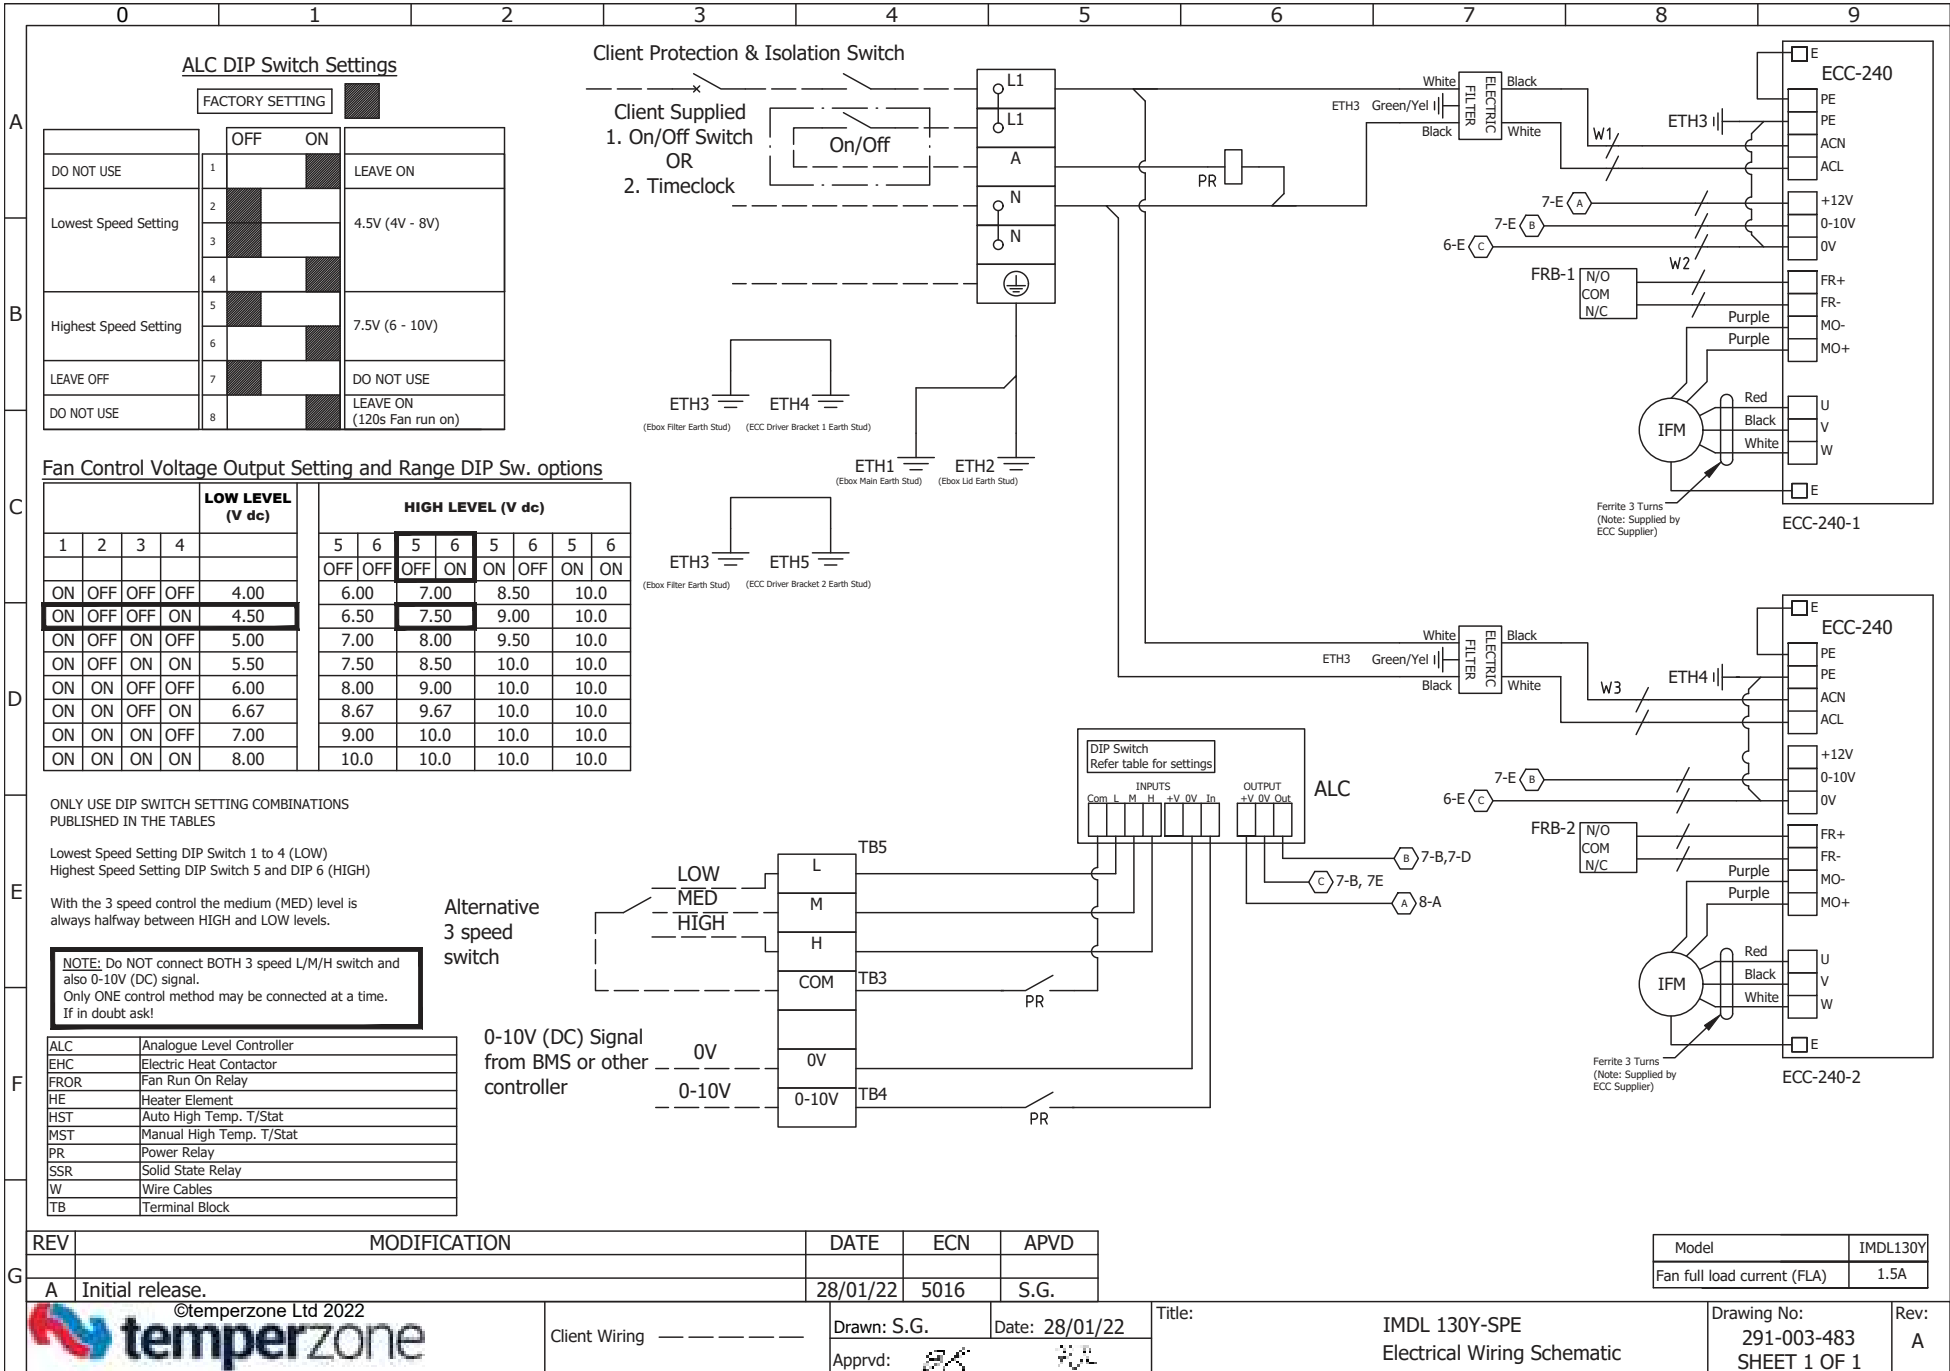 0 1 2 3 4 5 6 7 8 9
A
B
C
D
E
F
G
ALC DIP Switch Settings
FACTORY SETTING
OFF ON
DO NOT USE 1 LEAVE ON
Lowest Speed Setting 2 3 4 4.5V (4V - 8V)
Highest Speed Setting 5 6 7.5V (6 - 10V)
LEAVE OFF 7 DO NOT USE
DO NOT USE 8 LEAVE ON
(120s Fan run on)
Fan Control Voltage Output Setting and Range DIP Sw. options
LOW LEVEL
(V dc)
HIGH LEVEL (V dc)
1 2 3 4 5 6 5 6 5 6 5 6
OFF OFF OFF ON ON OFF ON ON
ON OFF OFF OFF 4.00 6.00 7.00 8.50 10.0
ON OFF OFF ON 4.50 6.50 7.50 9.00 10.0
ON OFF ON OFF 5.00 7.00 8.00 9.50 10.0
ON OFF ON ON 5.50 7.50 8.50 10.0 10.0
ON ON OFF OFF 6.00 8.00 9.00 10.0 10.0
ON ON OFF ON 6.67 8.67 9.67 10.0 10.0
ON ON ON OFF 7.00 9.00 10.0 10.0 10.0
ON ON ON ON 8.00 10.0 10.0 10.0 10.0
ONLY USE DIP SWITCH SETTING COMBINATIONS
PUBLISHED IN THE TABLES
Lowest Speed Setting DIP Switch 1 to 4 (LOW)
Highest Speed Setting DIP Switch 5 and DIP 6 (HIGH)
With the 3 speed control the medium (MED) level is
always halfway between HIGH and LOW levels.
NOTE: Do NOT connect BOTH 3 speed L/M/H switch and
also 0-10V (DC) signal.
Only ONE control method may be connected at a time.
If in doubt ask!
ALC Analogue Level Controller
EHC Electric Heat Contactor
FROR Fan Run On Relay
HE Heater Element
HST Auto High Temp. T/Stat
MST Manual High Temp. T/Stat
PR Power Relay
SSR Solid State Relay
W Wire Cables
TB Terminal Block
Client Protection & Isolation Switch
Client Supplied
1. On/Off Switch
OR
2. Timeclock
On/Off
L1
L1
A
N
N
PR
ETH3 ETH4
(Ebox Filter Earth Stud) (ECC Driver Bracket 1 Earth Stud)
ETH1 ETH2
(Ebox Main Earth Stud) (Ebox Lid Earth Stud)
ETH3 ETH5
(Ebox Filter Earth Stud) (ECC Driver Bracket 2 Earth Stud)
White Black
ETH3 Green/Yel
ELECTRIC
FILTER
Black White
W1
ETH3
E
ECC-240
PE
PE
ACN
ACL
7-E A +12V
7-E B 0-10V
6-E C 0V
W2
FRB-1 N/O
COM
N/C
FR+
FR-
Purple MO-
Purple MO+
IFM
Red U
Black V
White W
E
Ferrite 3 Turns
(Note: Supplied by
ECC Supplier)
ECC-240-1
White Black
ETH3 Green/Yel
ELECTRIC
FILTER
Black White
W3
ETH4
E
ECC-240
PE
PE
ACN
ACL
+12V
7-E B 0-10V
6-E C 0V
FRB-2 N/O
COM
N/C
FR+
FR-
Purple MO-
Purple MO+
IFM
Red U
Black V
White W
E
Ferrite 3 Turns
(Note: Supplied by
ECC Supplier)
ECC-240-2
DIP Switch
Refer table for settings
ALC
INPUTS OUTPUT
Com L M H +V 0V In +V 0V Out
B 7-B,7-D
C 7-B, 7E
A 8-A
Alternative
3 speed
switch
LOW
MED
HIGH
TB5
L
M
H
COM TB3
PR
0-10V (DC) Signal
from BMS or other
controller
0V 0V
0-10V 0-10V TB4
PR
REV MODIFICATION DATE ECN APVD
A Initial release. 28/01/22 5016 S.G.
Model IMDL130Y
Fan full load current (FLA) 1.5A
©temperzone Ltd 2022
temperzone
Client Wiring
Drawn: S.G. Date: 28/01/22
Apprvd:
Title:
IMDL 130Y-SPE
Electrical Wiring Schematic
Drawing No:
291-003-483
SHEET 1 OF 1
Rev:
A